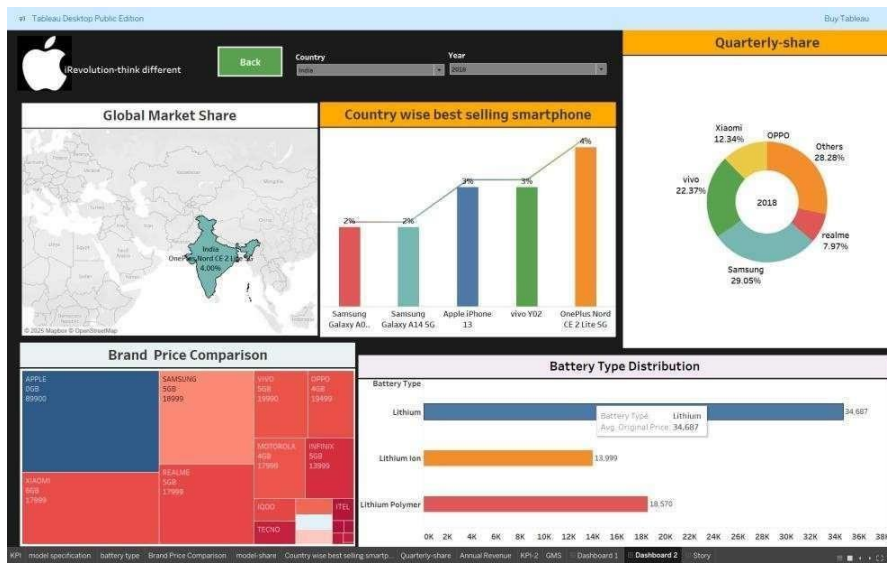 Tableau Desktop Public Edition
Buy Tableau
iRevolution-think different
Back
Country
India
Year
2018
Quarterly-share
Xiaomi
12.34%
OPPO
Others
28.28%
vivo
22.37%
2018
realme
7.97%
Samsung
29.05%
Global Market Share
India
OnePlus Nord CE 2 Lite 5G
4.00%
© 2025 Mapbox © OpenStreetMap
Country wise best selling smartphone
2%
2%
3%
3%
4%
Samsung
Galaxy A0..
Samsung
Galaxy A14 5G
Apple iPhone
13
vivo Y02
OnePlus Nord
CE 2 Lite 5G
Brand Price Comparison
APPLE
0GB
89900
SAMSUNG
5GB
18999
VIVO
5GB
19990
OPPO
4GB
19499
XIAOMI
6GB
17999
REALME
5GB
17999
MOTOROLA
4GB
17999
INFINIX
5GB
13999
IQOO
TECNO
ITEL
Battery Type Distribution
Battery Type
Lithium
34,687
Battery Type: Lithium
Avg. Original Price: 34,687
Lithium Ion
13,999
Lithium Polymer
18,570
0K 2K 4K 6K 8K 10K 12K 14K 16K 18K 20K 22K 24K 26K 28K 30K 32K 34K 36K 38K
KPI model specification battery type Brand Price Comparison model-share Country wise best selling smartp... Quarterly-share Annual Revenue KPI-2 GMS Dashboard 1 Dashboard 2 Story